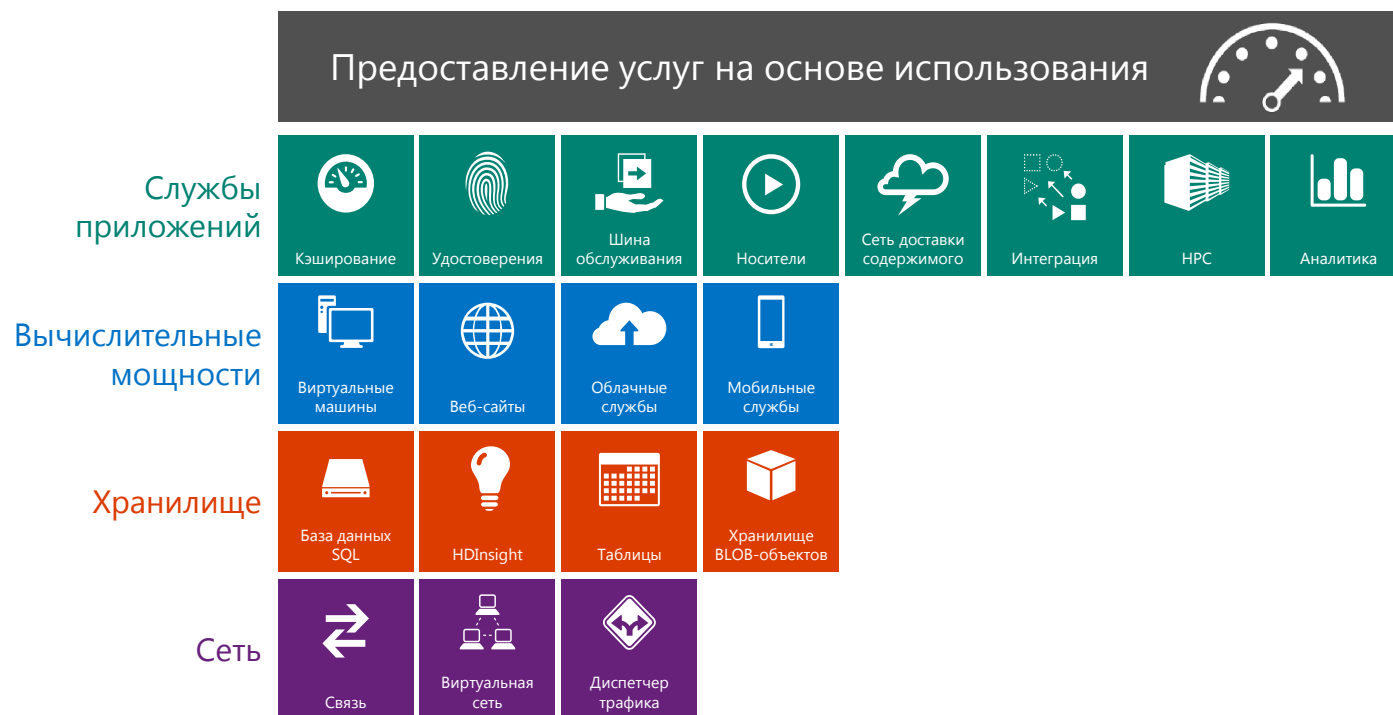 Предоставление услуг на основе использования
Службы
приложений
Кэширование
Удостоверения
Шина
обслуживания
Носители
Сеть доставки
содержимого
Интеграция
HPC
Аналитика
Вычислительные
мощности
Виртуальные
машины
Веб-сайты
Облачные
службы
Мобильные
службы
Хранилище
База данных
SQL
HDInsight
Таблицы
Хранилище
BLOB-объектов
Сеть
Связь
Виртуальная
сеть
Диспетчер
трафика